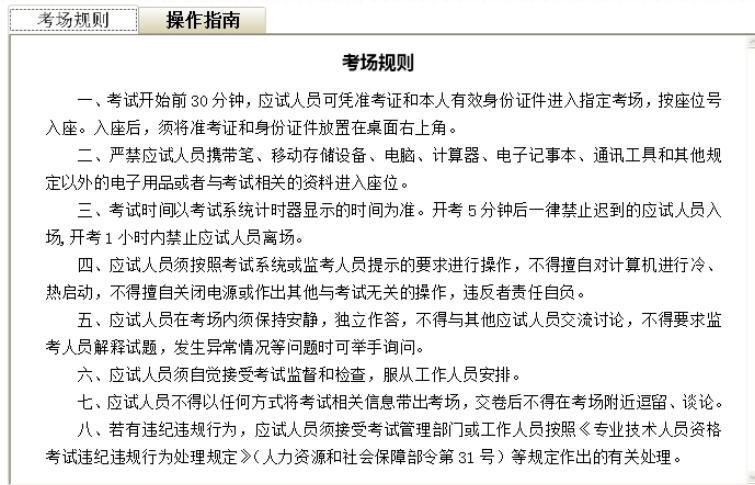 考场规则 操作指南
考场规则
一、考试开始前30分钟，应试人员可凭准考证和本人有效身份证件进入指定考场，按座位号
入座。入座后，须将准考证和身份证件放置在桌面右上角。
二、严禁应试人员携带笔、移动存储设备、电脑、计算器、电子记事本、通讯工具和其他规
定以外的电子用品或者与考试相关的资料进入座位。
三、考试时间以考试系统计时器显示的时间为准。开考5分钟后一律禁止迟到的应试人员入
场,开考1小时内禁止应试人员离场。
四、应试人员须按照考试系统或监考人员提示的要求进行操作，不得擅自对计算机进行冷、
热启动，不得擅自关闭电源或作出其他与考试无关的操作，违反者责任自负。
五、应试人员在考场内须保持安静，独立作答，不得与其他应试人员交流讨论，不得要求监
考人员解释试题，发生异常情况等问题时可举手询问。
六、应试人员须自觉接受考试监督和检查，服从工作人员安排。
七、应试人员不得以任何方式将考试相关信息带出考场，交卷后不得在考场附近逗留、谈论。
八、若有违纪违规行为，应试人员须接受考试管理部门或工作人员按照《专业技术人员资格
考试违纪违规行为处理规定》（人力资源和社会保障部令第31号）等规定作出的有关处理。